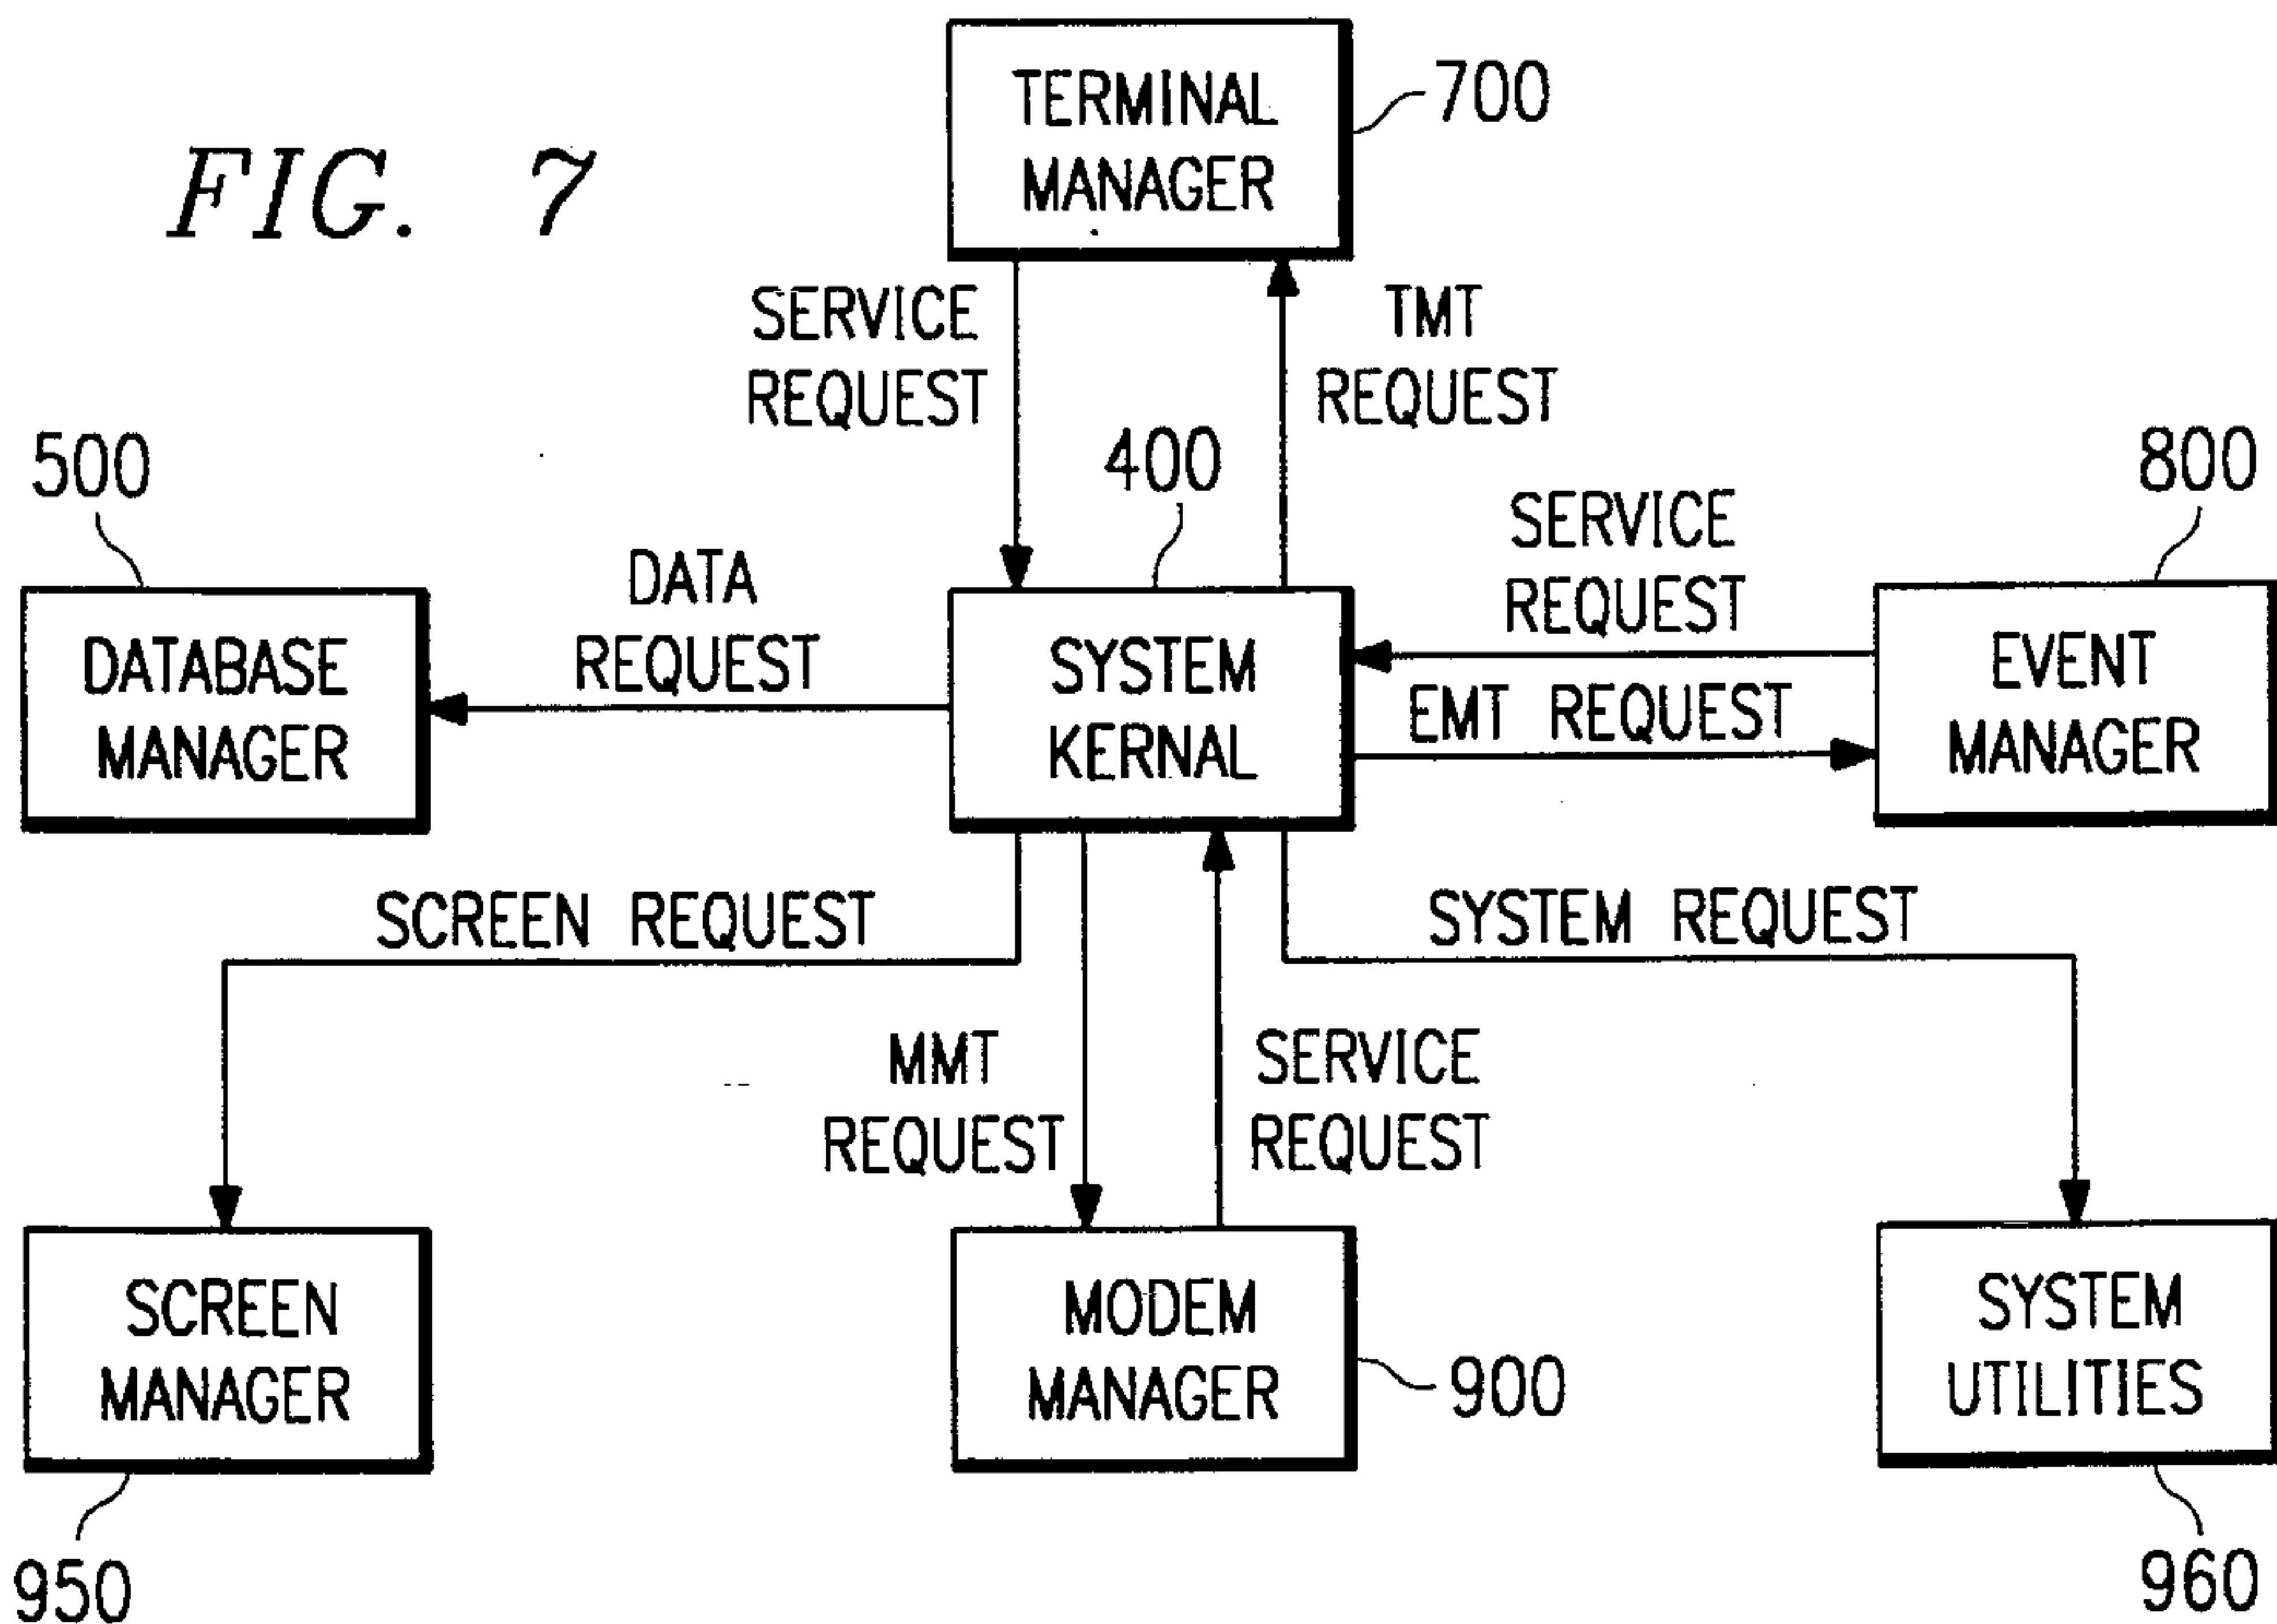 FIG. 7
TERMINAL
MANAGER
700
SERVICE
REQUEST
TMT
REQUEST
500
400
800
DATABASE
MANAGER
DATA
REQUEST
SYSTEM
KERNAL
SERVICE
REQUEST
EMT REQUEST
EVENT
MANAGER
SCREEN REQUEST
SYSTEM REQUEST
MMT
REQUEST
SERVICE
REQUEST
SCREEN
MANAGER
MODEM
MANAGER
900
SYSTEM
UTILITIES
950
960